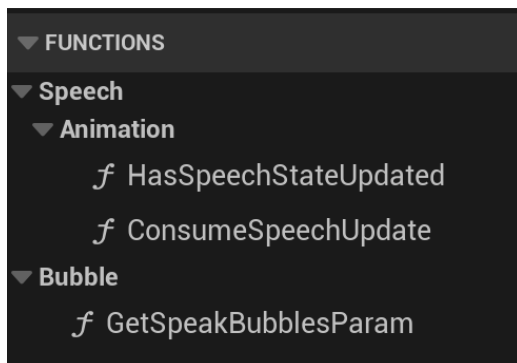 FUNCTIONS
Speech
Animation
f HasSpeechStateUpdated
f ConsumeSpeechUpdate
Bubble
f GetSpeakBubblesParam